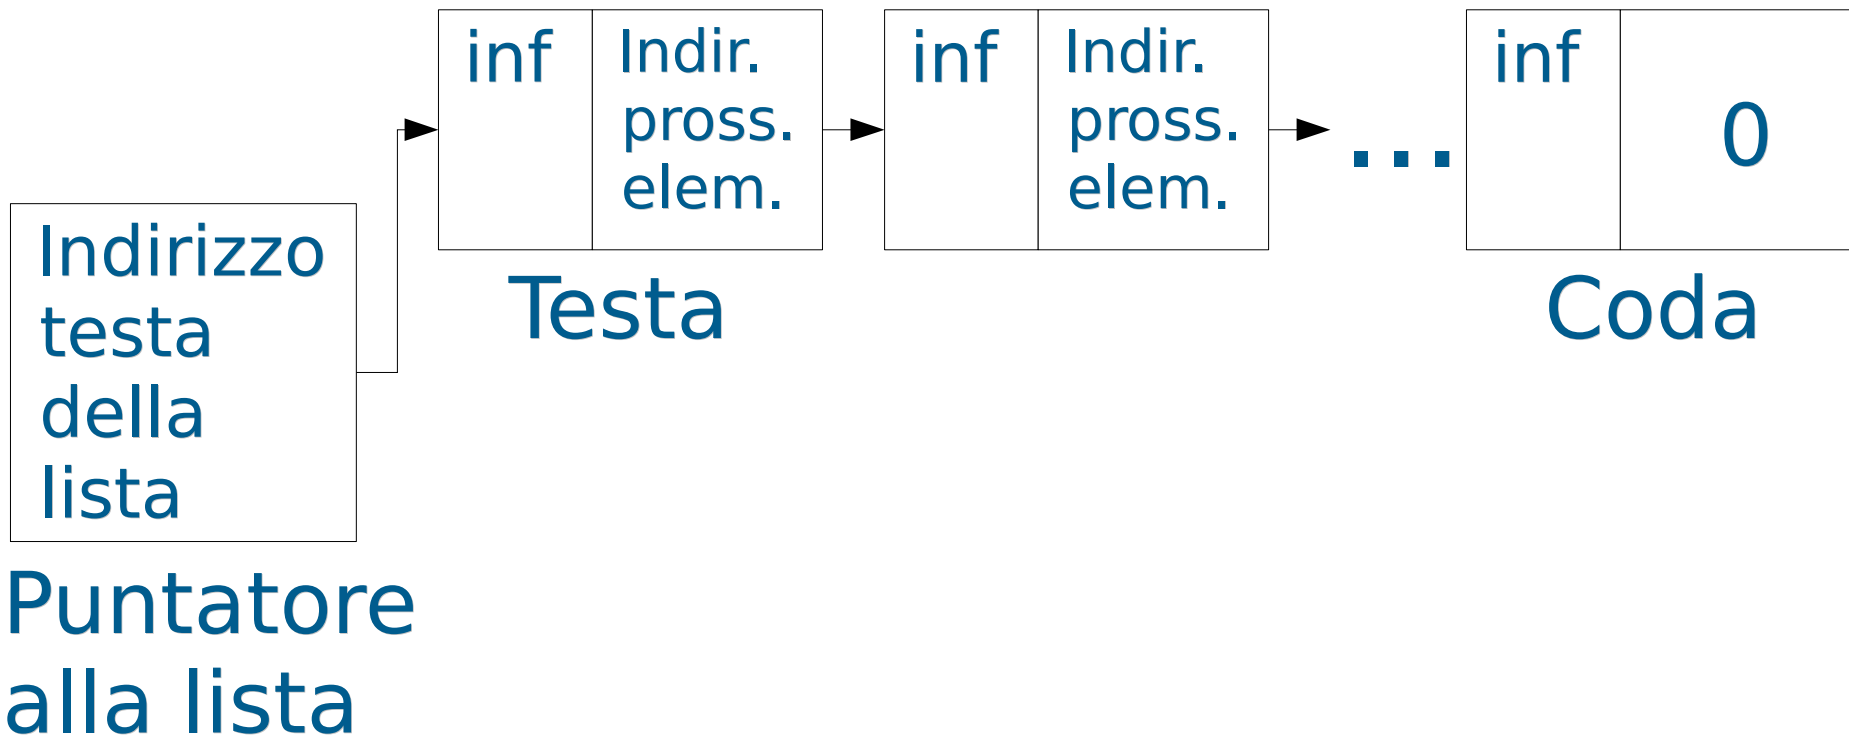 inf
Indir.
pross.
elem.
inf
Indir.
pross.
elem.
...
inf
0
Testa
Coda
Indirizzo
testa
della
lista
Puntatore
alla lista